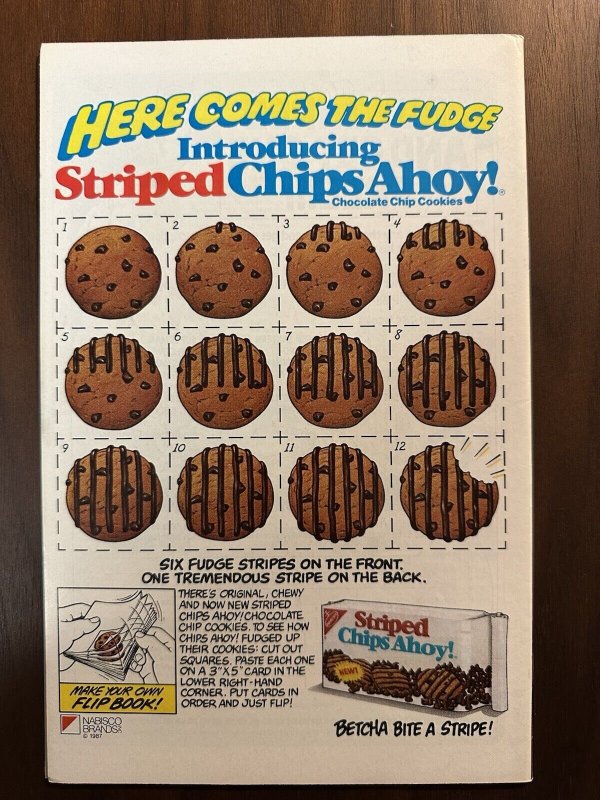 HERE COMES THE FUDGE
Introducing
Striped Chips Ahoy!®
Chocolate Chip Cookies
1 2 3 4
5 6 7 8
9 10 11 12
SIX FUDGE STRIPES ON THE FRONT.
ONE TREMENDOUS STRIPE ON THE BACK.
THERE'S ORIGINAL, CHEWY
AND NOW NEW STRIPED
CHIPS AHOY! CHOCOLATE
CHIP COOKIES. TO SEE HOW
CHIPS AHOY! FUDGED UP
THEIR COOKIES: CUT OUT
SQUARES. PASTE EACH ONE
ON A 3"X 5" CARD IN THE
LOWER RIGHT-HAND
CORNER. PUT CARDS IN
ORDER AND JUST FLIP!
MAKE YOUR OWN
FLIP BOOK!
NABISCO
BRANDS
© 1987
Striped
Chips Ahoy!
NEW!
BETCHA BITE A STRIPE!